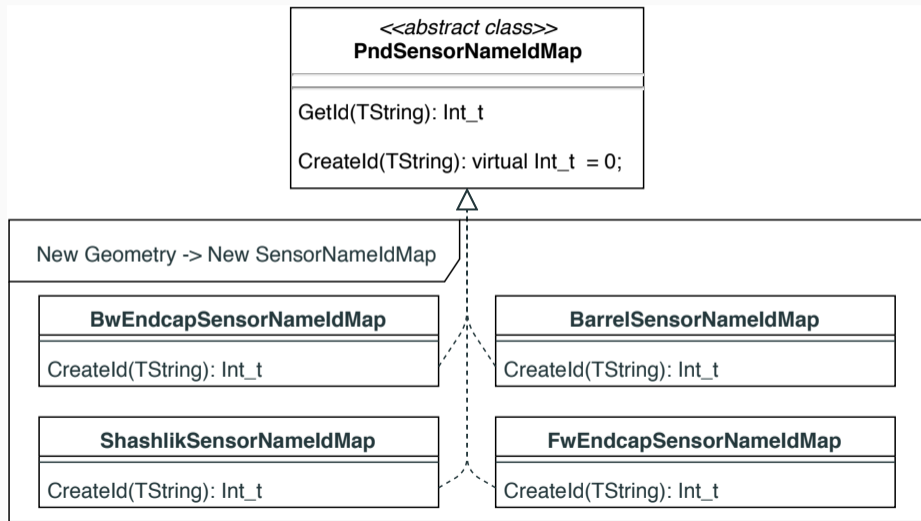 <<abstract class>>
PndSensorNameIdMap
GetId(TString): Int_t
CreateId(TString): virtual Int_t = 0;
New Geometry -> New SensorNameIdMap
BwEndcapSensorNameIdMap
CreateId(TString): Int_t
BarrelSensorNameIdMap
CreateId(TString): Int_t
ShashlikSensorNameIdMap
CreateId(TString): Int_t
FwEndcapSensorNameIdMap
CreateId(TString): Int_t